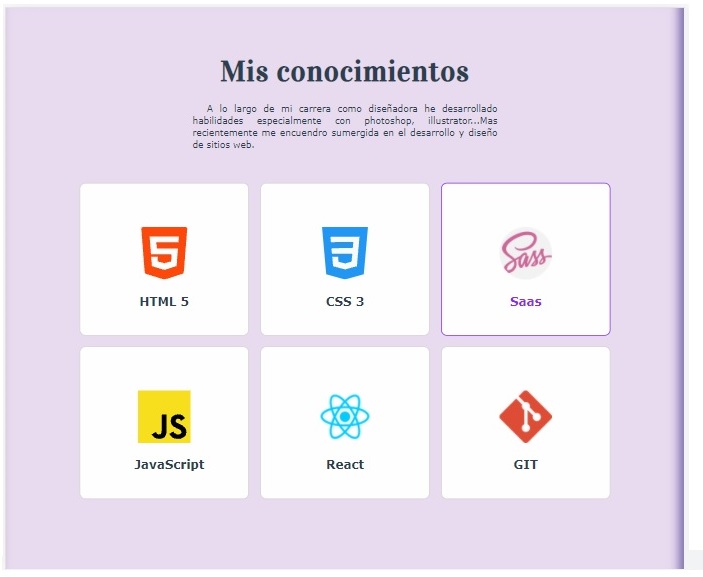 Mis conocimientos
A lo largo de mi carrera como diseñadora he desarrollado
habilidades especialmente con photoshop, illustrator...Mas
recientemente me encuendro sumergida en el desarrollo y diseño
de sitios web.
5
HTML 5
3
CSS 3
Sass
Saas
JS
JavaScript
React
GIT